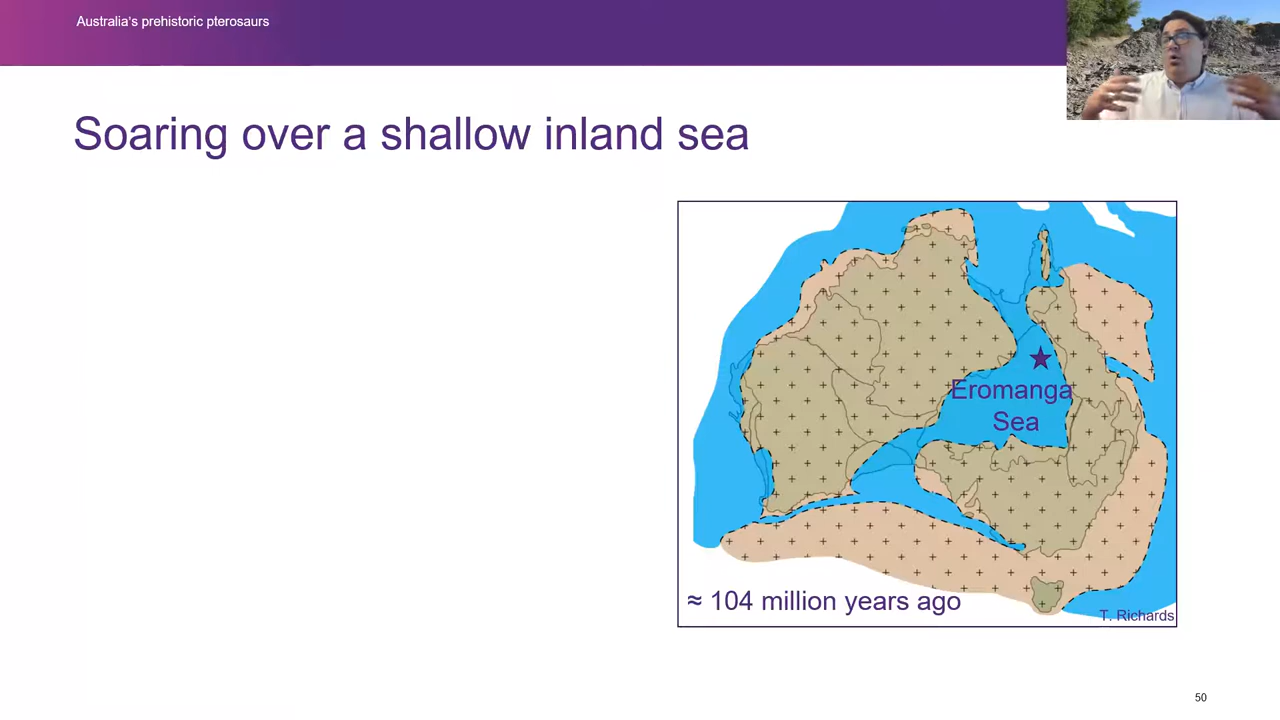 Australia's prehistoric pterosaurs
Soaring over a shallow inland sea
Eromanga
Sea
≈ 104 million years ago
T. Richards
50